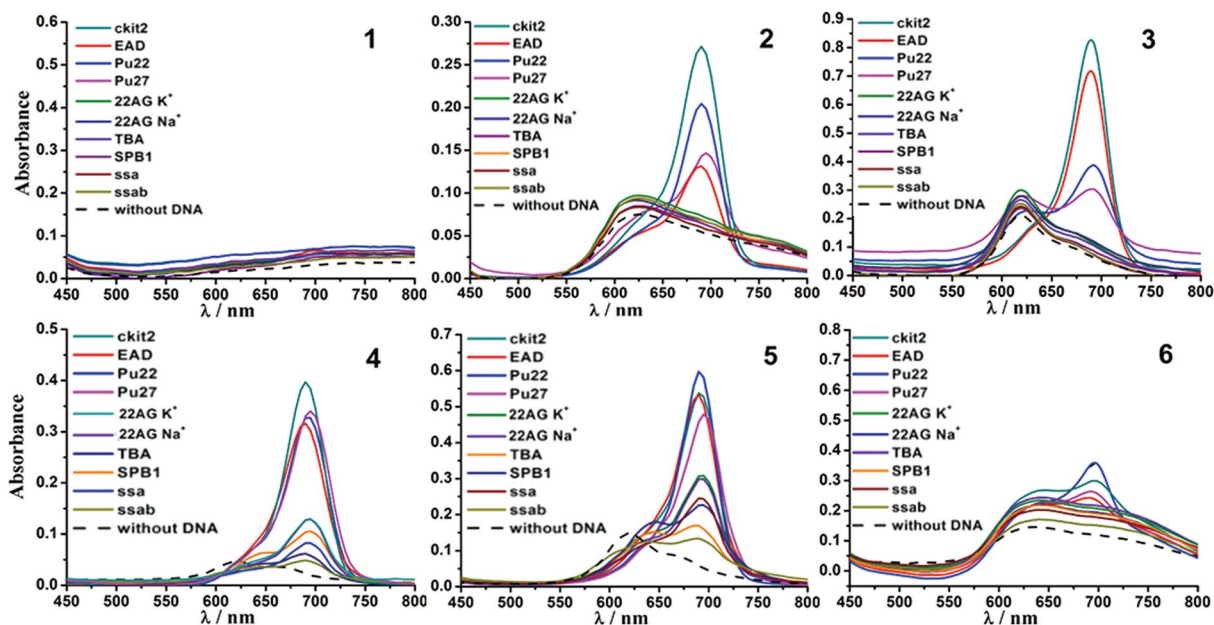 1
Absorbance
0.6
0.5
0.4
0.3
0.2
0.1
0.0
ckit2
EAD
Pu22
Pu27
22AG K⁺
22AG Na⁺
TBA
SPB1
ssa
ssab
without DNA
450 500 550 600 650 700 750 800
λ / nm
2
0.30
0.25
0.20
0.15
0.10
0.05
0.00
ckit2
EAD
Pu22
Pu27
22AG K⁺
22AG Na⁺
TBA
SPB1
ssa
ssab
without DNA
450 500 550 600 650 700 750 800
λ / nm
3
0.9
0.8
0.7
0.6
0.5
0.4
0.3
0.2
0.1
0.0
ckit2
EAD
Pu22
Pu27
22AG K⁺
22AG Na⁺
TBA
SPB1
ssa
ssab
without DNA
450 500 550 600 650 700 750 800
λ / nm
4
Absorbance
0.5
0.4
0.3
0.2
0.1
0.0
ckit2
EAD
Pu22
Pu27
22AG K⁺
22AG Na⁺
TBA
SPB1
ssa
ssab
without DNA
450 500 550 600 650 700 750 800
λ / nm
5
0.7
0.6
0.5
0.4
0.3
0.2
0.1
0.0
ckit2
EAD
Pu22
Pu27
22AG K⁺
22AG Na⁺
TBA
SPB1
ssa
ssab
without DNA
450 500 550 600 650 700 750 800
λ / nm
6
0.8
0.7
0.6
0.5
0.4
0.3
0.2
0.1
0.0
ckit2
EAD
Pu22
Pu27
22AG K⁺
22AG Na⁺
TBA
SPB1
ssa
ssab
without DNA
450 500 550 600 650 700 750 800
λ / nm